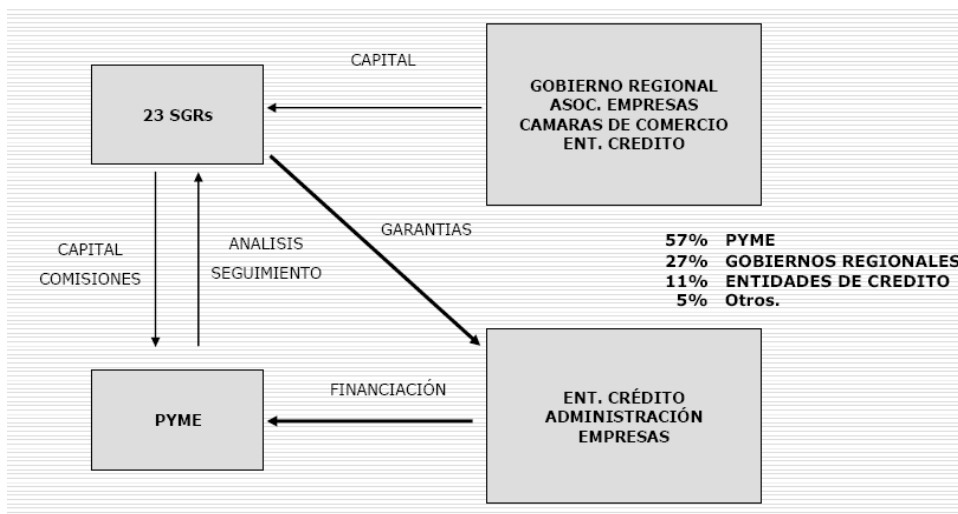 CAPITAL
23 SGRs
GOBIERNO REGIONAL
ASOC. EMPRESAS
CAMARAS DE COMERCIO
ENT. CREDITO
GARANTIAS
CAPITAL
COMISIONES
ANALISIS
SEGUIMIENTO
57% PYME
27% GOBIERNOS REGIONALES
11% ENTIDADES DE CREDITO
5% Otros.
PYME
FINANCIACIÓN
ENT. CRÉDITO
ADMINISTRACIÓN
EMPRESAS